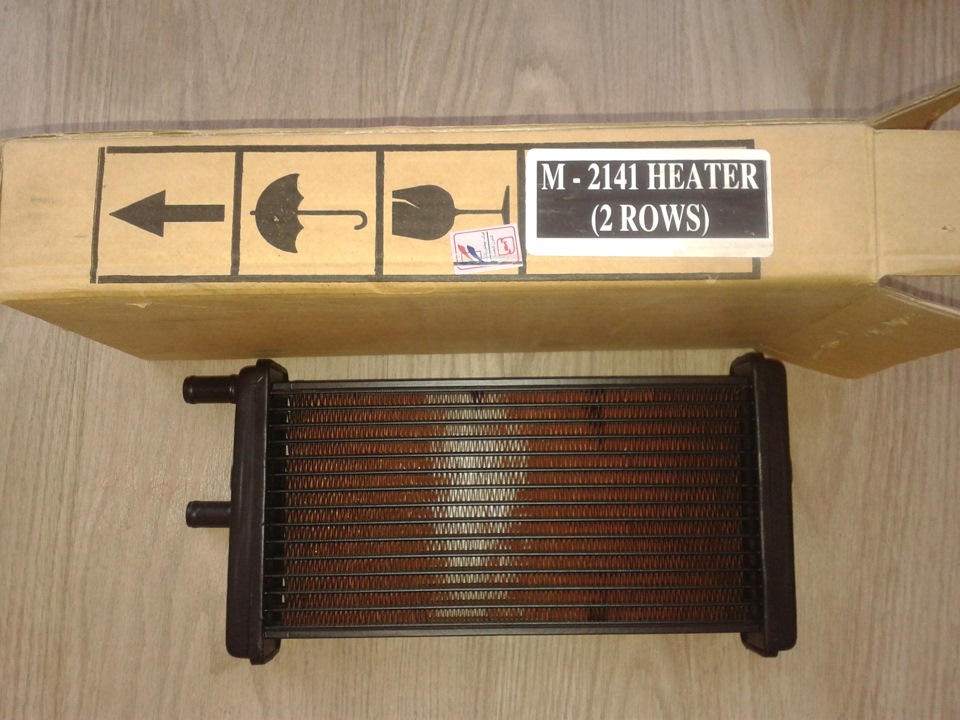 M - 2141 HEATER
(2 ROWS)